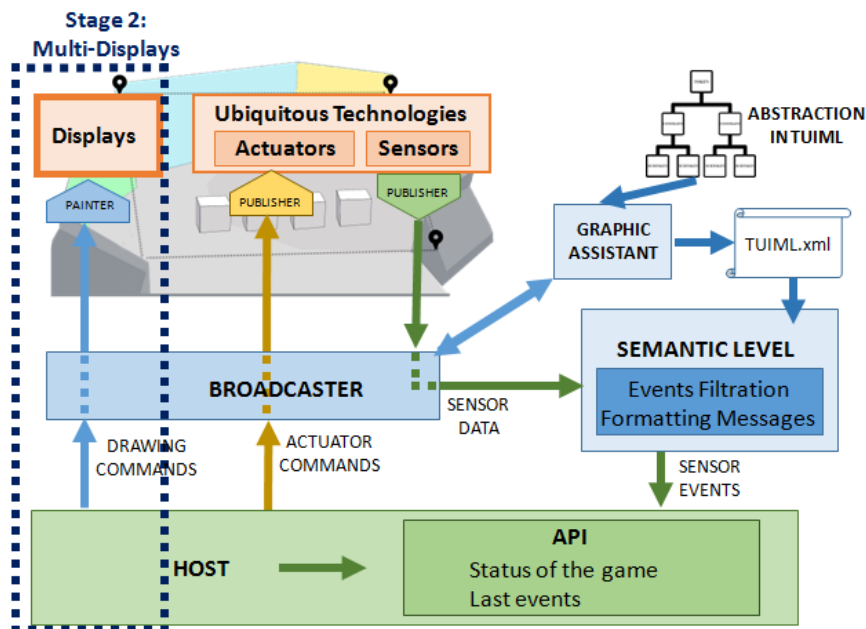 Stage 2:
Multi-Displays
Displays
Ubiquitous Technologies
Actuators
Sensors
ABSTRACTION
IN TUIML
PAINTER
PUBLISHER
PUBLISHER
GRAPHIC
ASSISTANT
TUIML.xml
BROADCASTER
SEMANTIC LEVEL
Events Filtration
Formatting Messages
SENSOR
DATA
DRAWING
COMMANDS
ACTUATOR
COMMANDS
SENSOR
EVENTS
HOST
API
Status of the game
Last events